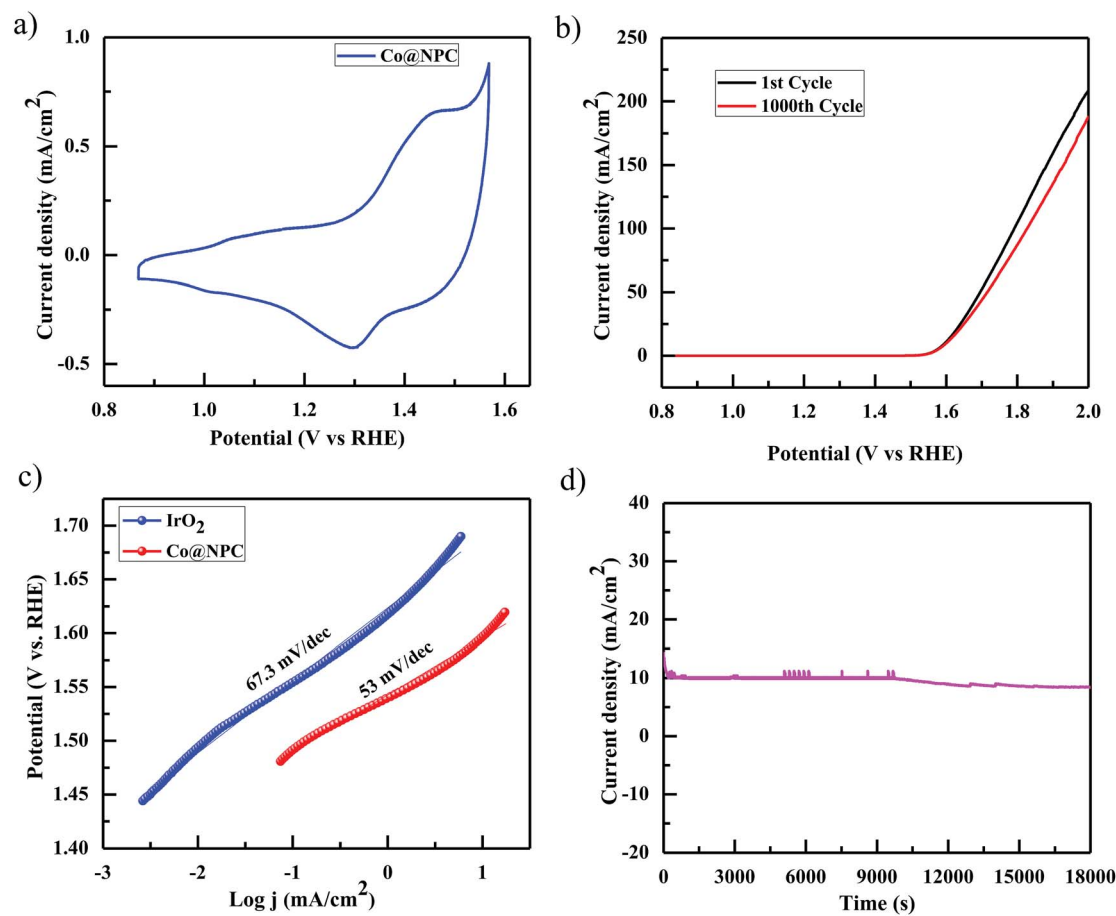 a)
Co@NPC
1.0
0.5
0.0
-0.5
0.8 1.0 1.2 1.4 1.6
Current density (mA/cm²)
Potential (V vs RHE)
b)
1st Cycle
1000th Cycle
250
200
150
100
50
0
0.8 1.0 1.2 1.4 1.6 1.8 2.0
Current density (mA/cm²)
Potential (V vs RHE)
c)
IrO₂
Co@NPC
67.3 mV/dec
53 mV/dec
1.70
1.65
1.60
1.55
1.50
1.45
1.40
-3 -2 -1 0 1
Potential (V vs. RHE)
Log j (mA/cm²)
d)
40
30
20
10
0
-10
-20
0 3000 6000 9000 12000 15000 18000
Current density (mA/cm²)
Time (s)